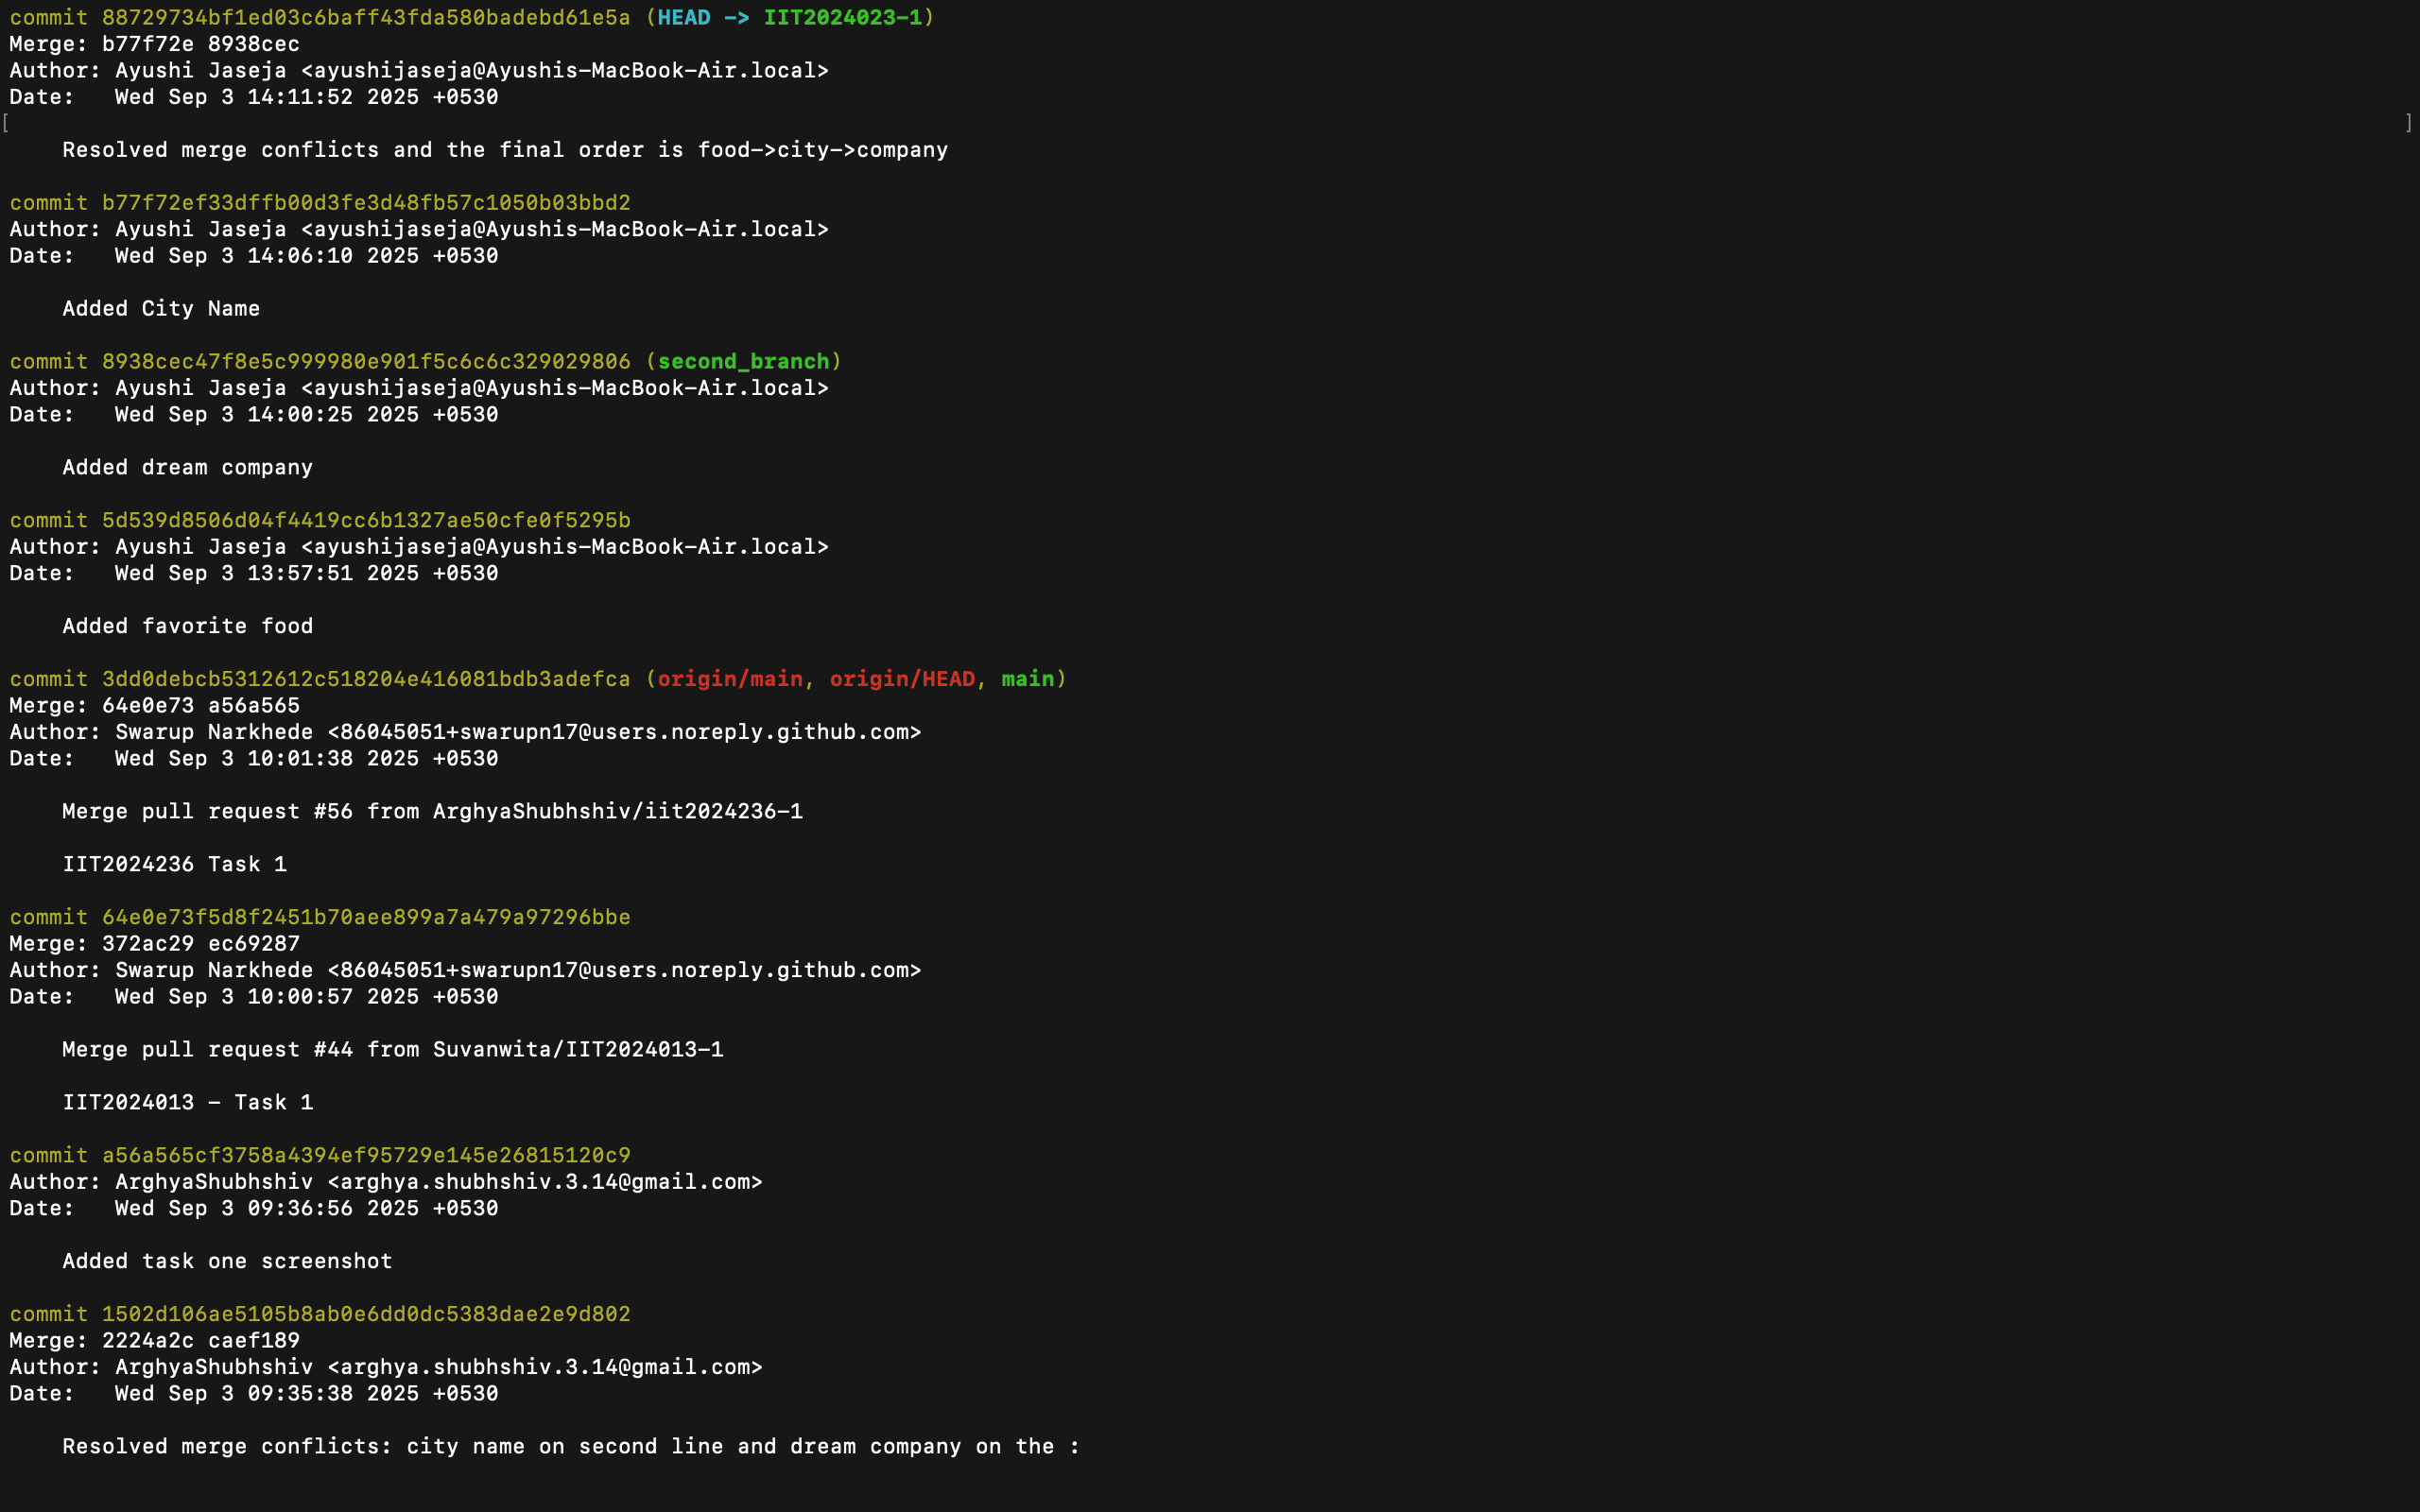 commit 88729734bf1ed03c6baff43fda580badebd61e5a (HEAD -> IIT2024023-1)
Merge: b77f72e 8938cec
Author: Ayushi Jaseja <ayushijaseja@Ayushis-MacBook-Air.local>
Date:   Wed Sep 3 14:11:52 2025 +0530
[ ]
    Resolved merge conflicts and the final order is food->city->company

commit b77f72ef33dffb00d3fe3d48fb57c1050b03bbd2
Author: Ayushi Jaseja <ayushijaseja@Ayushis-MacBook-Air.local>
Date:   Wed Sep 3 14:06:10 2025 +0530

    Added City Name

commit 8938cec47f8e5c999980e901f5c6c6c329029806 (second_branch)
Author: Ayushi Jaseja <ayushijaseja@Ayushis-MacBook-Air.local>
Date:   Wed Sep 3 14:00:25 2025 +0530

    Added dream company

commit 5d539d8506d04f4419cc6b1327ae50cfe0f5295b
Author: Ayushi Jaseja <ayushijaseja@Ayushis-MacBook-Air.local>
Date:   Wed Sep 3 13:57:51 2025 +0530

    Added favorite food

commit 3dd0debcb5312612c518204e416081bdb3adefca (origin/main, origin/HEAD, main)
Merge: 64e0e73 a56a565
Author: Swarup Narkhede <86045051+swarupn17@users.noreply.github.com>
Date:   Wed Sep 3 10:01:38 2025 +0530

    Merge pull request #56 from ArghyaShubhshiv/iit2024236-1

    IIT2024236 Task 1

commit 64e0e73f5d8f2451b70aee899a7a479a97296bbe
Merge: 372ac29 ec69287
Author: Swarup Narkhede <86045051+swarupn17@users.noreply.github.com>
Date:   Wed Sep 3 10:00:57 2025 +0530

    Merge pull request #44 from Suvanwita/IIT2024013-1

    IIT2024013 - Task 1

commit a56a565cf3758a4394ef95729e145e26815120c9
Author: ArghyaShubhshiv <arghya.shubhshiv.3.14@gmail.com>
Date:   Wed Sep 3 09:36:56 2025 +0530

    Added task one screenshot

commit 1502d106ae5105b8ab0e6dd0dc5383dae2e9d802
Merge: 2224a2c caef189
Author: ArghyaShubhshiv <arghya.shubhshiv.3.14@gmail.com>
Date:   Wed Sep 3 09:35:38 2025 +0530

    Resolved merge conflicts: city name on second line and dream company on the :